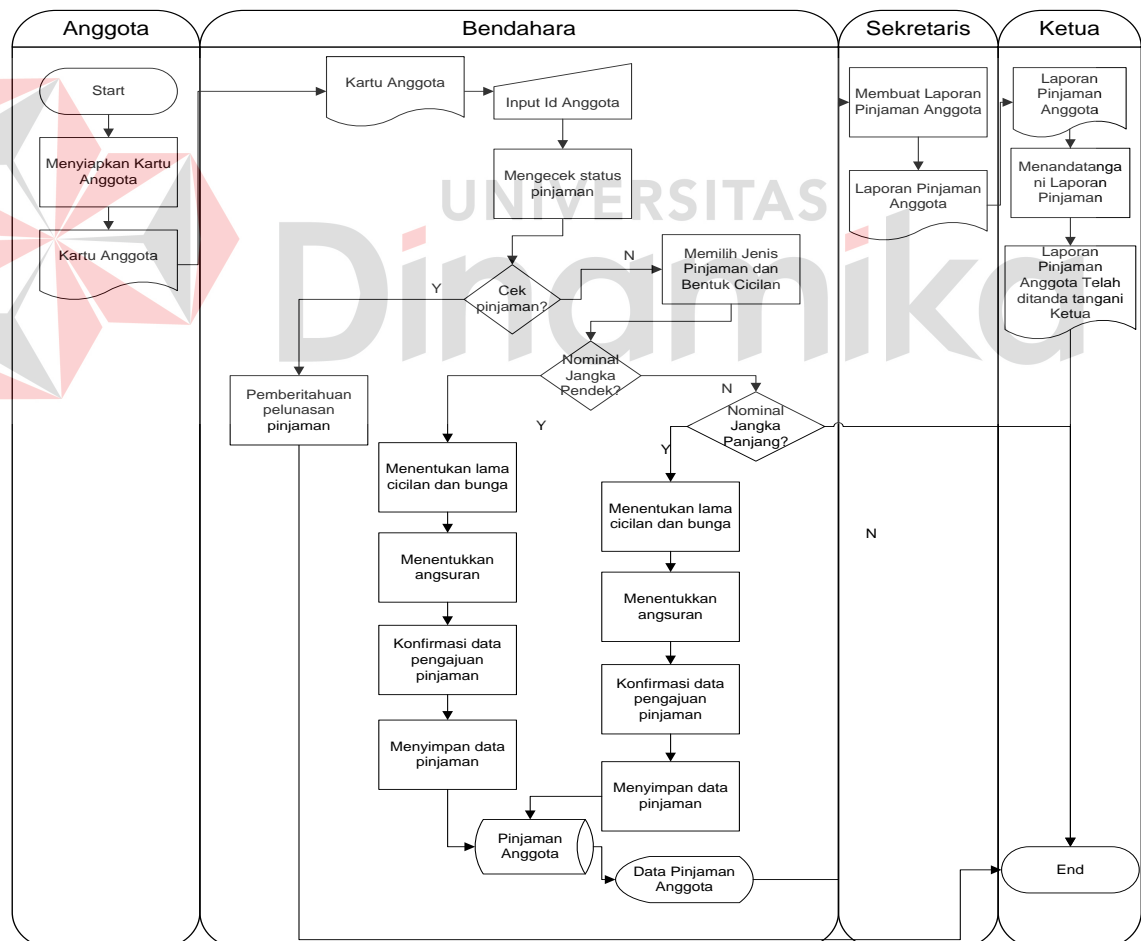 Anggota
Bendahara
Sekretaris
Ketua
Start
Menyiapkan Kartu
Anggota
Kartu Anggota
Kartu Anggota
Input Id Anggota
Mengecek status
pinjaman
Cek
pinjaman?
Y
N
Memilih Jenis
Pinjaman dan
Bentuk Cicilan
Pemberitahuan
pelunasan
pinjaman
Nominal
Jangka
Pendek?
Y
N
Nominal
Jangka
Panjang?
Y
N
Menentukan lama
cicilan dan bunga
Menentukkan
angsuran
Konfirmasi data
pengajuan
pinjaman
Menyimpan data
pinjaman
Menentukan lama
cicilan dan bunga
Menentukkan
angsuran
Konfirmasi data
pengajuan
pinjaman
Menyimpan data
pinjaman
Pinjaman
Anggota
Data Pinjaman
Anggota
Membuat Laporan
Pinjaman Anggota
Laporan Pinjaman
Anggota
Laporan
Pinjaman
Anggota
Menandatanga
ni Laporan
Pinjaman
Laporan
Pinjaman
Anggota Telah
ditanda tangani
Ketua
End
UNIVERSITAS
Dinamika